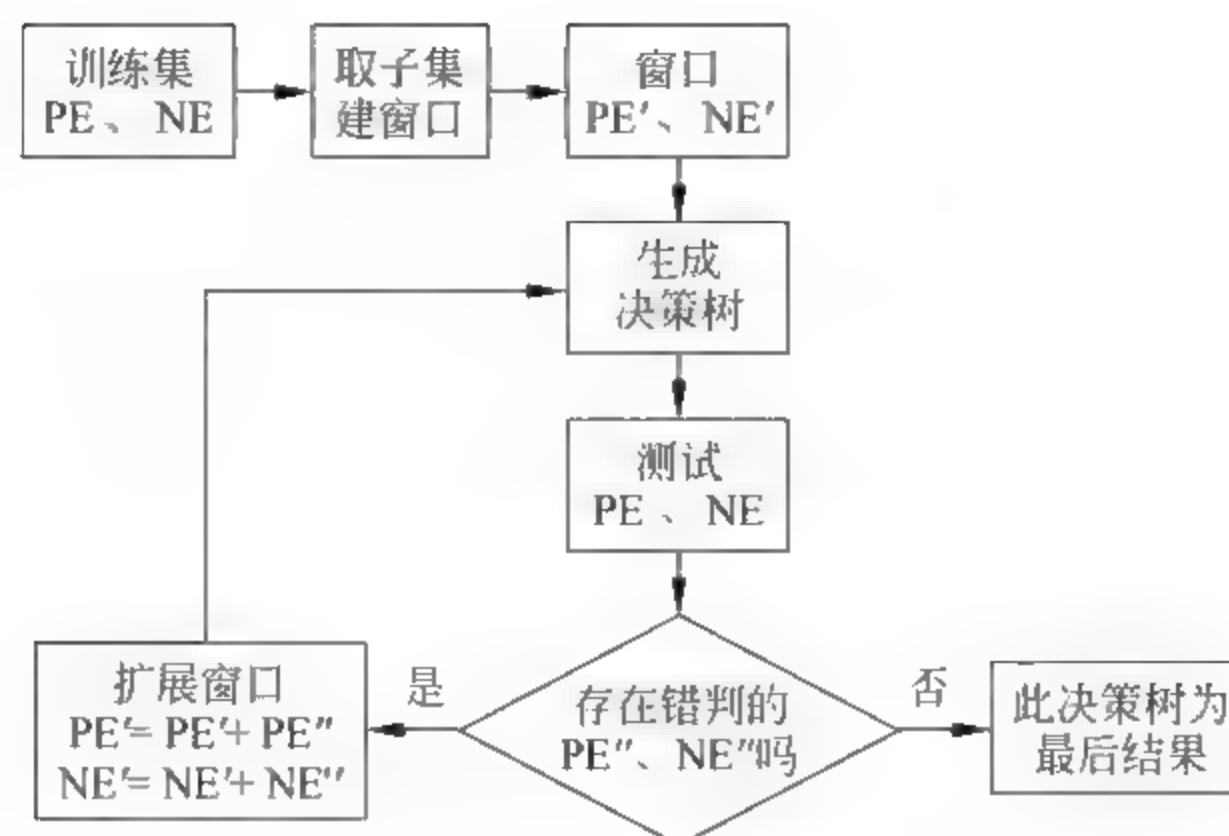 训练集
PE、NE
取子集
建窗口
窗口
PE′、NE′
生成
决策树
测试
PE、NE
存在错判的
PE″、NE″吗
是
扩展窗口
PE′=PE′+PE″
NE′=NE′+NE″
否
此决策树为
最后结果